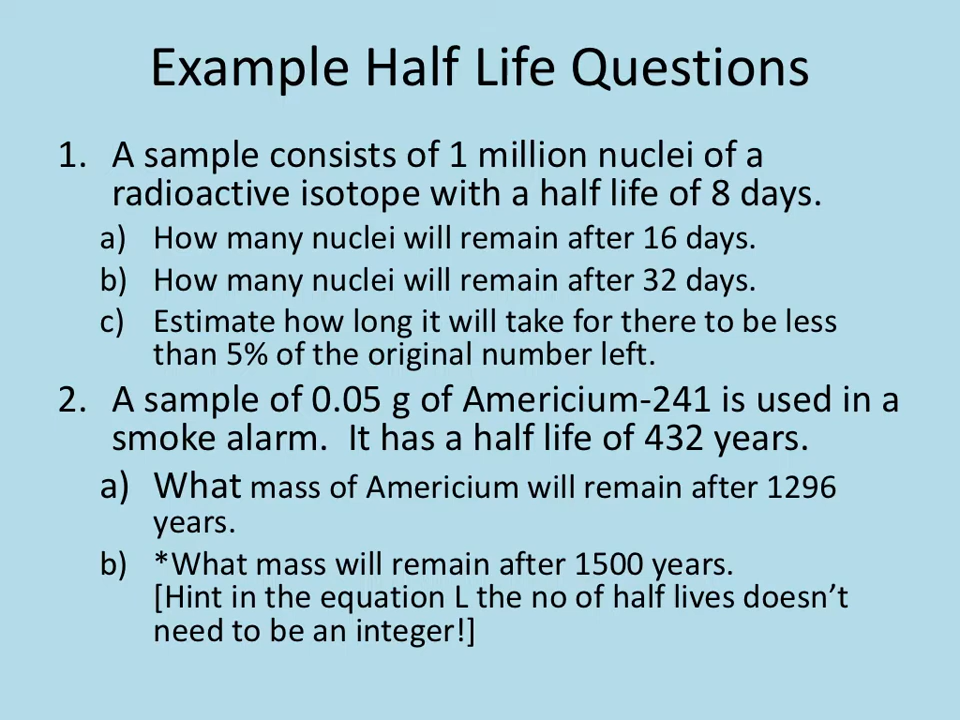 Example Half Life Questions
1. A sample consists of 1 million nuclei of a
radioactive isotope with a half life of 8 days.
a) How many nuclei will remain after 16 days.
b) How many nuclei will remain after 32 days.
c) Estimate how long it will take for there to be less
than 5% of the original number left.
2. A sample of 0.05 g of Americium-241 is used in a
smoke alarm. It has a half life of 432 years.
a) What mass of Americium will remain after 1296
years.
b) *What mass will remain after 1500 years.
[Hint in the equation L the no of half lives doesn’t
need to be an integer!]